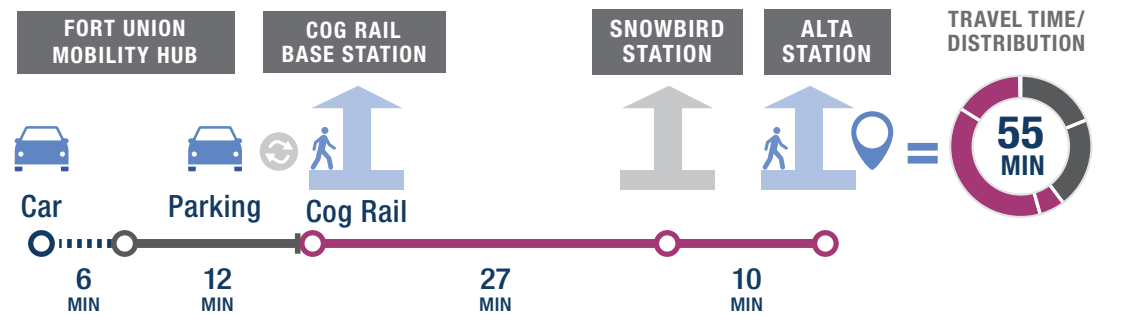 FORT UNION
MOBILITY HUB
COG RAIL
BASE STATION
SNOWBIRD
STATION
ALTA
STATION
TRAVEL TIME/
DISTRIBUTION
=
55
MIN
Car
Parking
Cog Rail
6
MIN
12
MIN
27
MIN
10
MIN